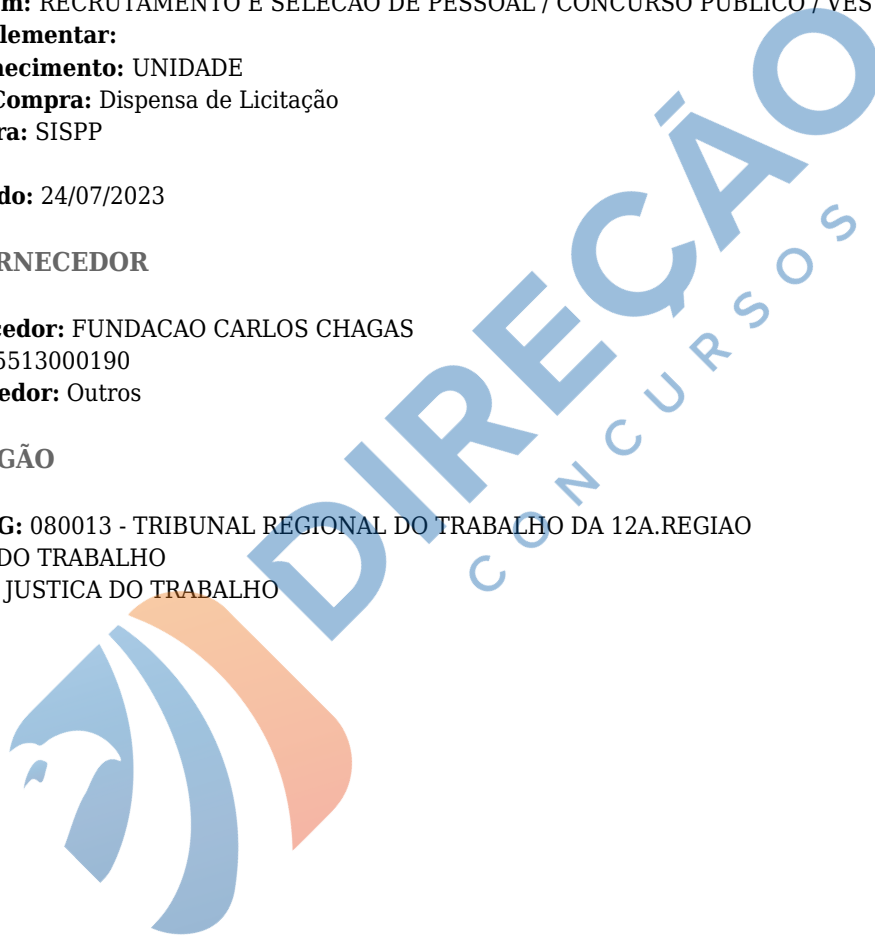 m: RECRUTAMENTO E SELECAO DE PESSOAL / CONCURSO PUBLICO / VES
lementar:
hecimento: UNIDADE
Compra: Dispensa de Licitação
ra: SISPP
do: 24/07/2023
RNECEDOR
cedor: FUNDACAO CARLOS CHAGAS
5513000190
edor: Outros
GÃO
G: 080013 - TRIBUNAL REGIONAL DO TRABALHO DA 12A.REGIAO
DO TRABALHO
JUSTICA DO TRABALHO
DIREÇÃO
CONCURSOS